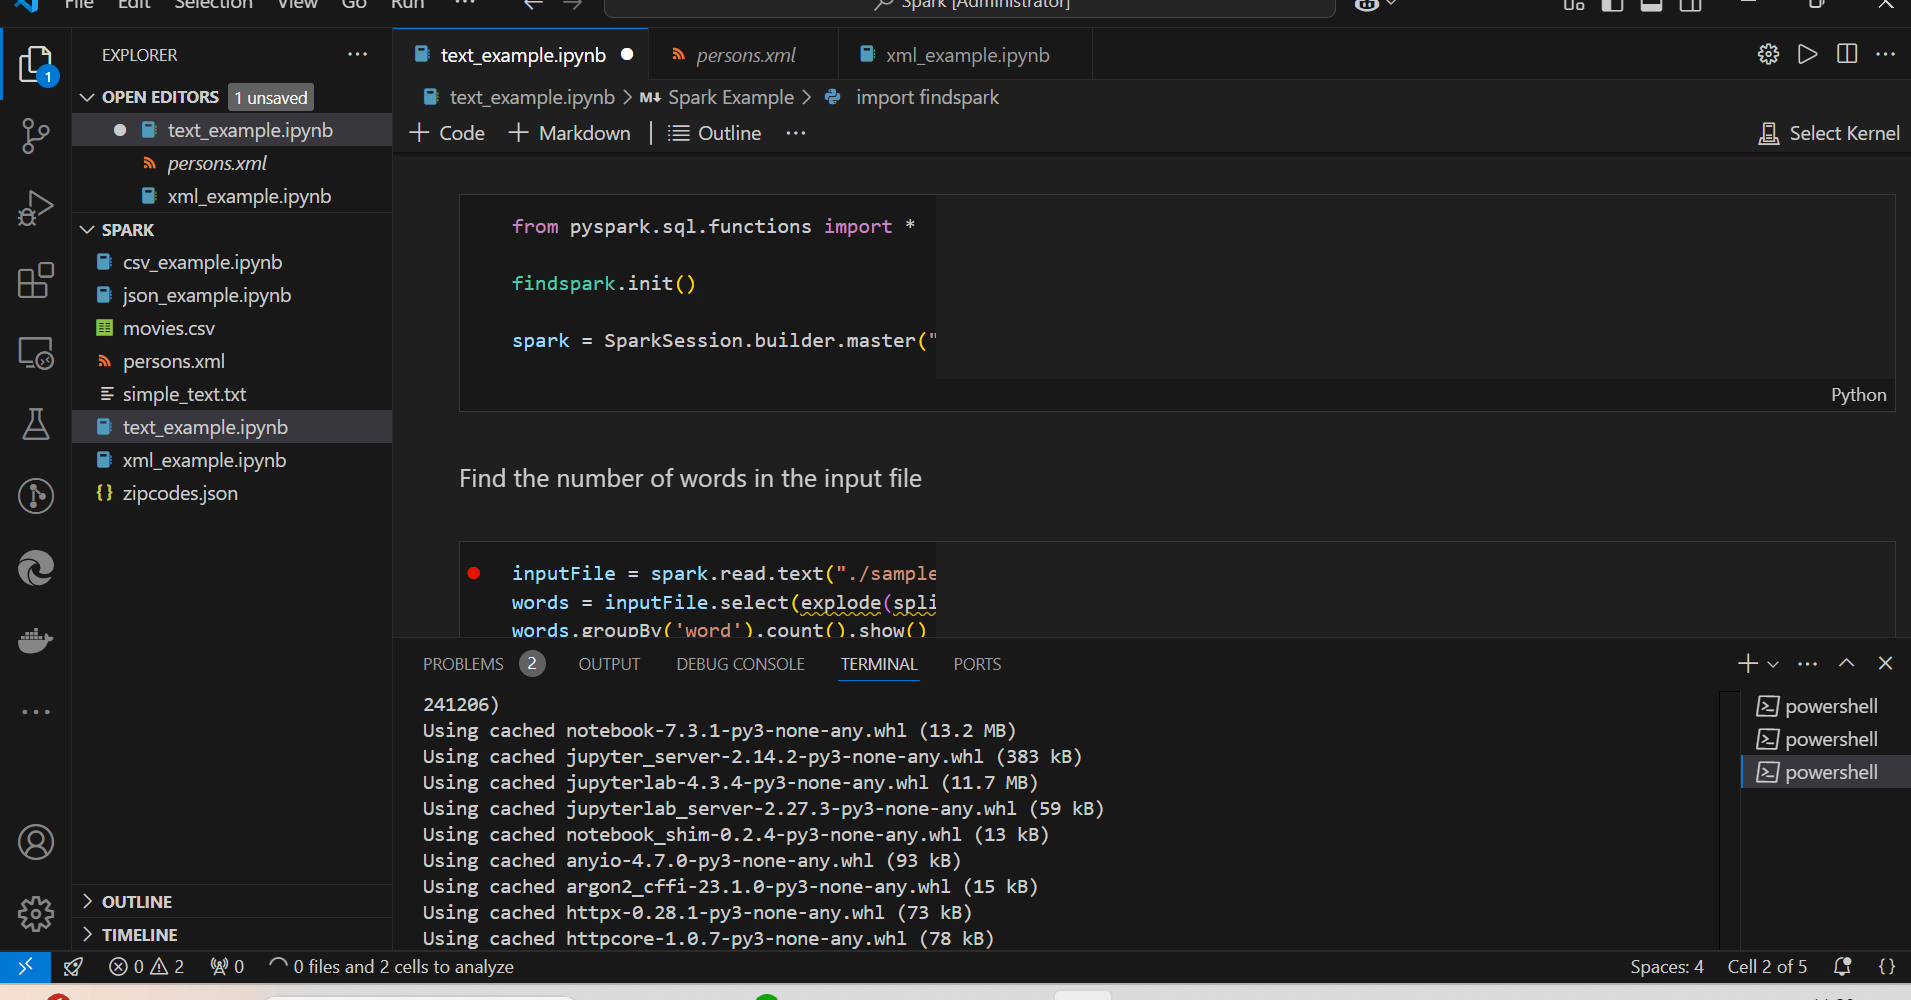 File Edit Selection View Go Run ...
Spark [Administrator]
EXPLORER ...
1
OPEN EDITORS 1 unsaved
text_example.ipynb
persons.xml
xml_example.ipynb
SPARK
csv_example.ipynb
json_example.ipynb
movies.csv
persons.xml
simple_text.txt
text_example.ipynb
xml_example.ipynb
{} zipcodes.json
OUTLINE
TIMELINE
text_example.ipynb persons.xml xml_example.ipynb
text_example.ipynb > M Spark Example > import findspark
+ Code + Markdown | Outline ... Select Kernel
from pyspark.sql.functions import *
findspark.init()
spark = SparkSession.builder.master("
Python
Find the number of words in the input file
inputFile = spark.read.text("./sample
words = inputFile.select(explode(spli
words.groupBy('word').count().show()
PROBLEMS 2 OUTPUT DEBUG CONSOLE TERMINAL PORTS
241206)
Using cached notebook-7.3.1-py3-none-any.whl (13.2 MB)
Using cached jupyter_server-2.14.2-py3-none-any.whl (383 kB)
Using cached jupyterlab-4.3.4-py3-none-any.whl (11.7 MB)
Using cached jupyterlab_server-2.27.3-py3-none-any.whl (59 kB)
Using cached notebook_shim-0.2.4-py3-none-any.whl (13 kB)
Using cached anyio-4.7.0-py3-none-any.whl (93 kB)
Using cached argon2_cffi-23.1.0-py3-none-any.whl (15 kB)
Using cached httpx-0.28.1-py3-none-any.whl (73 kB)
Using cached httpcore-1.0.7-py3-none-any.whl (78 kB)
powershell
powershell
powershell
0 2 0 0 files and 2 cells to analyze Spaces: 4 Cell 2 of 5 {}